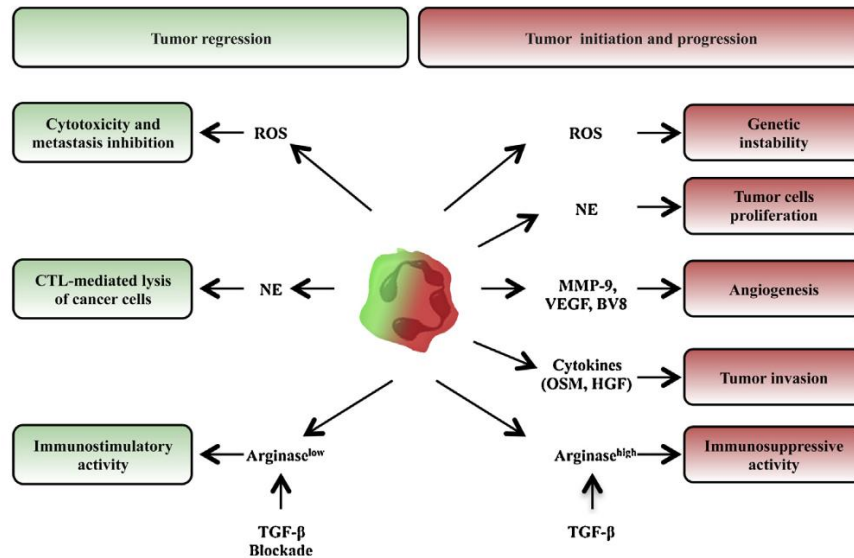 Tumor regression
Tumor initiation and progression
Cytotoxicity and
metastasis inhibition
ROS
ROS
Genetic
instability
NE
Tumor cells
proliferation
CTL-mediated lysis
of cancer cells
NE
MMP-9,
VEGF, BV8
Angiogenesis
Cytokines
(OSM, HGF)
Tumor invasion
Immunostimulatory
activity
Arginaselow
Arginasehigh
Immunosuppressive
activity
TGF-β
Blockade
TGF-β